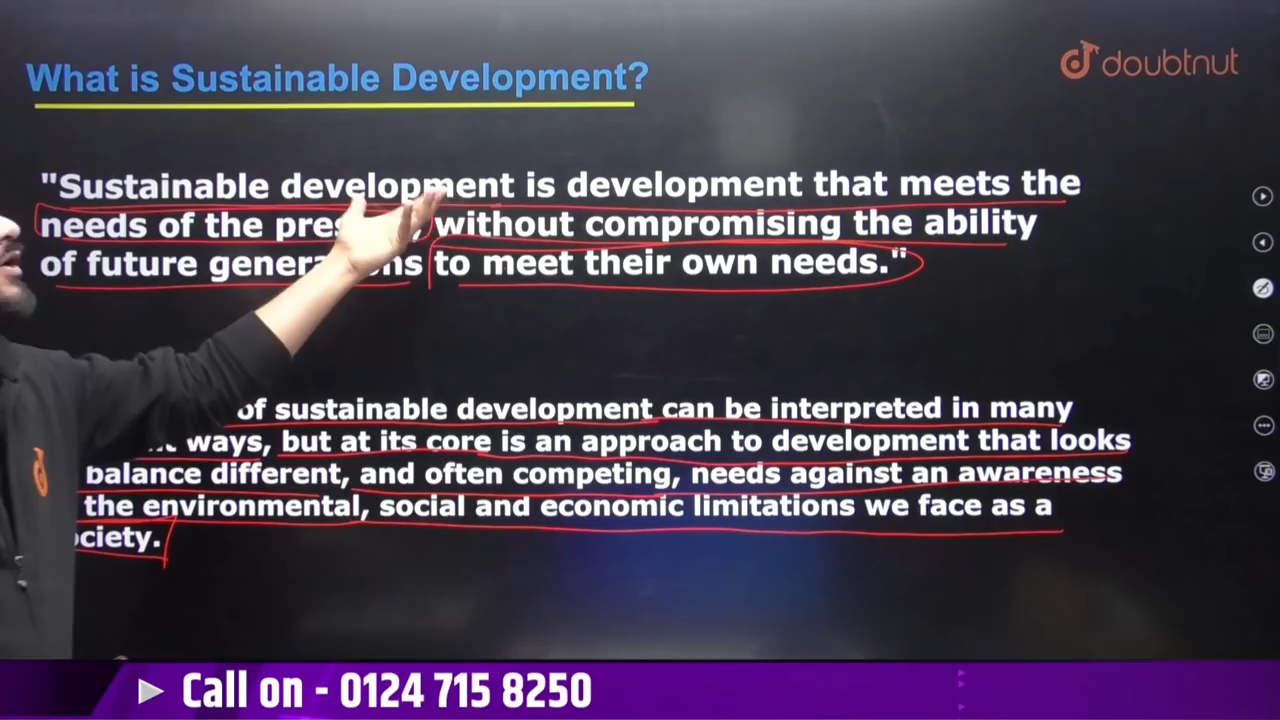 What is Sustainable Development?
doubtnut
"Sustainable development is development that meets the
needs of the without compromising the ability
of future to meet their own needs."
of sustainable development can be interpreted in many
ways, but at its core is an approach to development that looks
balance different, and often competing, needs against an awareness
the environmental, social and economic limitations we face as a
Call on - 0124 715 8250